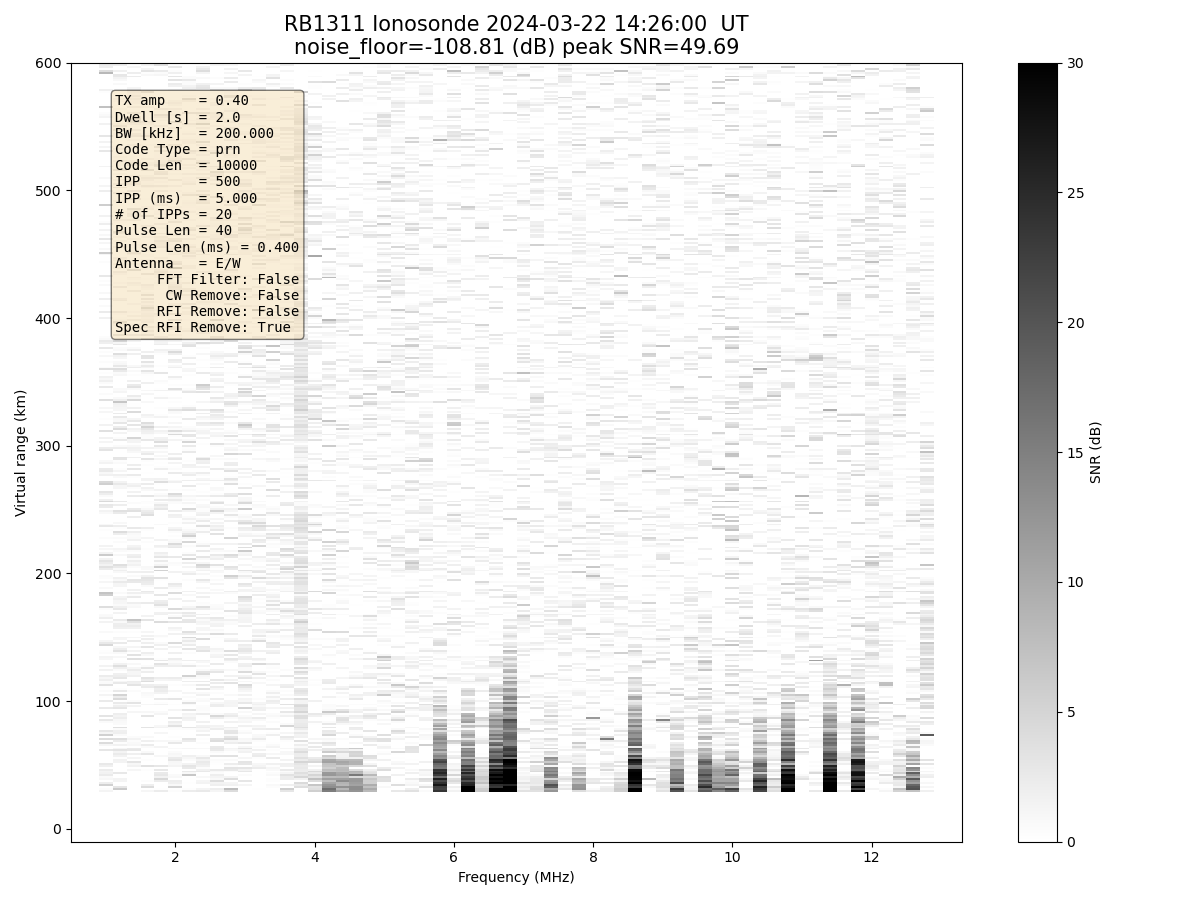 RB1311 Ionosonde 2024-03-22 14:26:00  UT
noise_floor=-108.81 (dB) peak SNR=49.69
TX amp    = 0.40
Dwell [s] = 2.0
BW [kHz]  = 200.000
Code Type = prn
Code Len  = 10000
IPP       = 500
IPP (ms)  = 5.000
# of IPPs = 20
Pulse Len = 40
Pulse Len (ms) = 0.400
Antenna   = E/W
FFT Filter: False
CW Remove: False
RFI Remove: False
Spec RFI Remove: True
600
500
400
300
200
100
0
Virtual range (km)
2 4 6 8 10 12
Frequency (MHz)
30
25
20
15
10
5
0
SNR (dB)